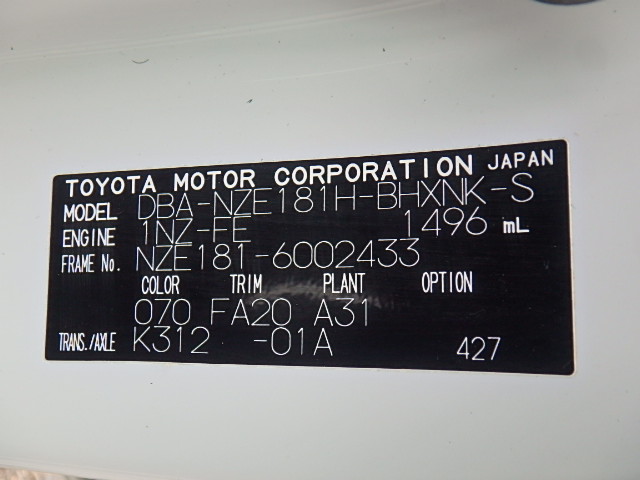 TOYOTA MOTOR CORPORATION JAPAN
MODEL DBA-NZE181H-BHXNK-S
ENGINE 1NZ-FE 1496 mL
FRAME No. NZE181-6002433
COLOR TRIM PLANT OPTION
070 FA20 A31
TRANS./AXLE K312 -01A 427